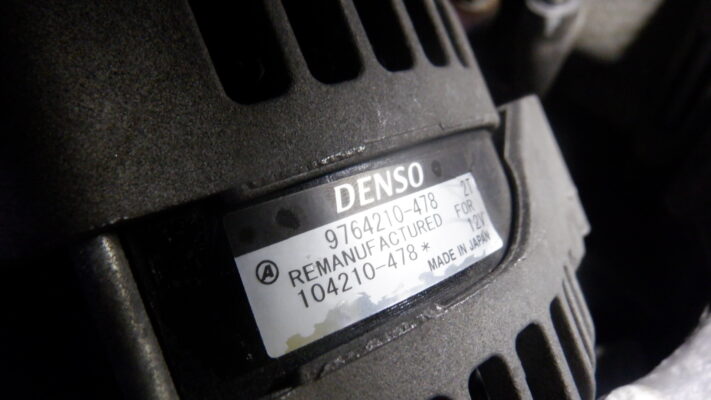 DENSO
9764210-478 2T
REMANUFACTURED FOR
104210-478* 12V
A
MADE IN JAPAN